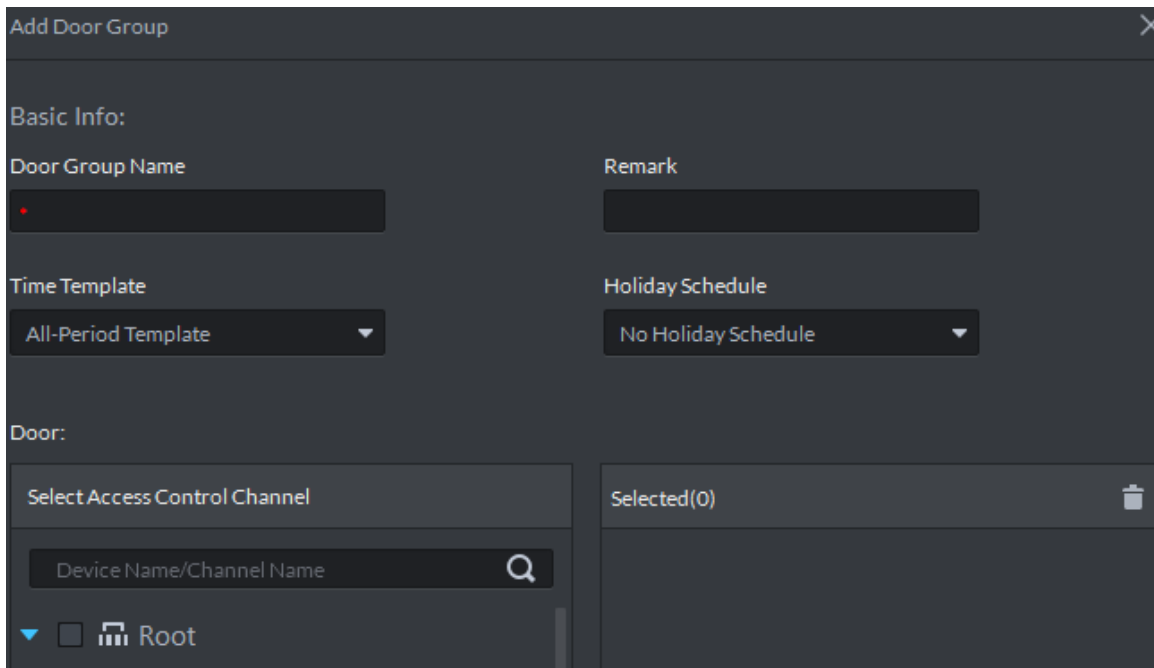 Add Door Group
Basic Info:
Door Group Name
Remark
Time Template
Holiday Schedule
All-Period Template
No Holiday Schedule
Door:
Select Access Control Channel
Selected(0)
Device Name/Channel Name
Root